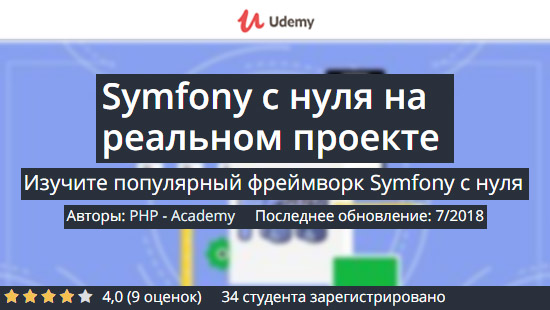 Udemy
Symfony с нуля на
реальном проекте
Изучите популярный фреймворк Symfony с нуля
Авторы: PHP - Academy Последнее обновление: 7/2018
4,0 (9 оценок) 34 студента зарегистрировано